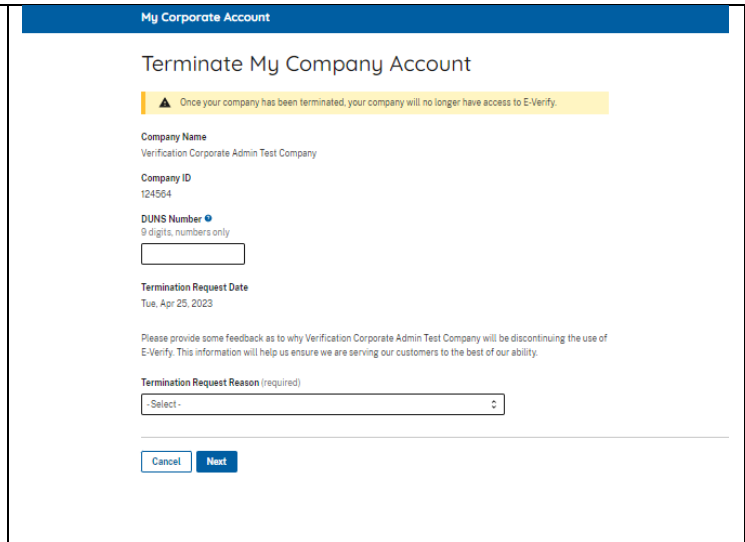 My Corporate Account
Terminate My Company Account
Once your company has been terminated, your company will no longer have access to E-Verify.
Company Name
Verification Corporate Admin Test Company
Company ID
124564
DUNS Number
9 digits, numbers only
Termination Request Date
Tue, Apr 25, 2023
Please provide some feedback as to why Verification Corporate Admin Test Company will be discontinuing the use of
E-Verify. This information will help us ensure we are serving our customers to the best of our ability.
Termination Request Reason (required)
- Select -
Cancel Next